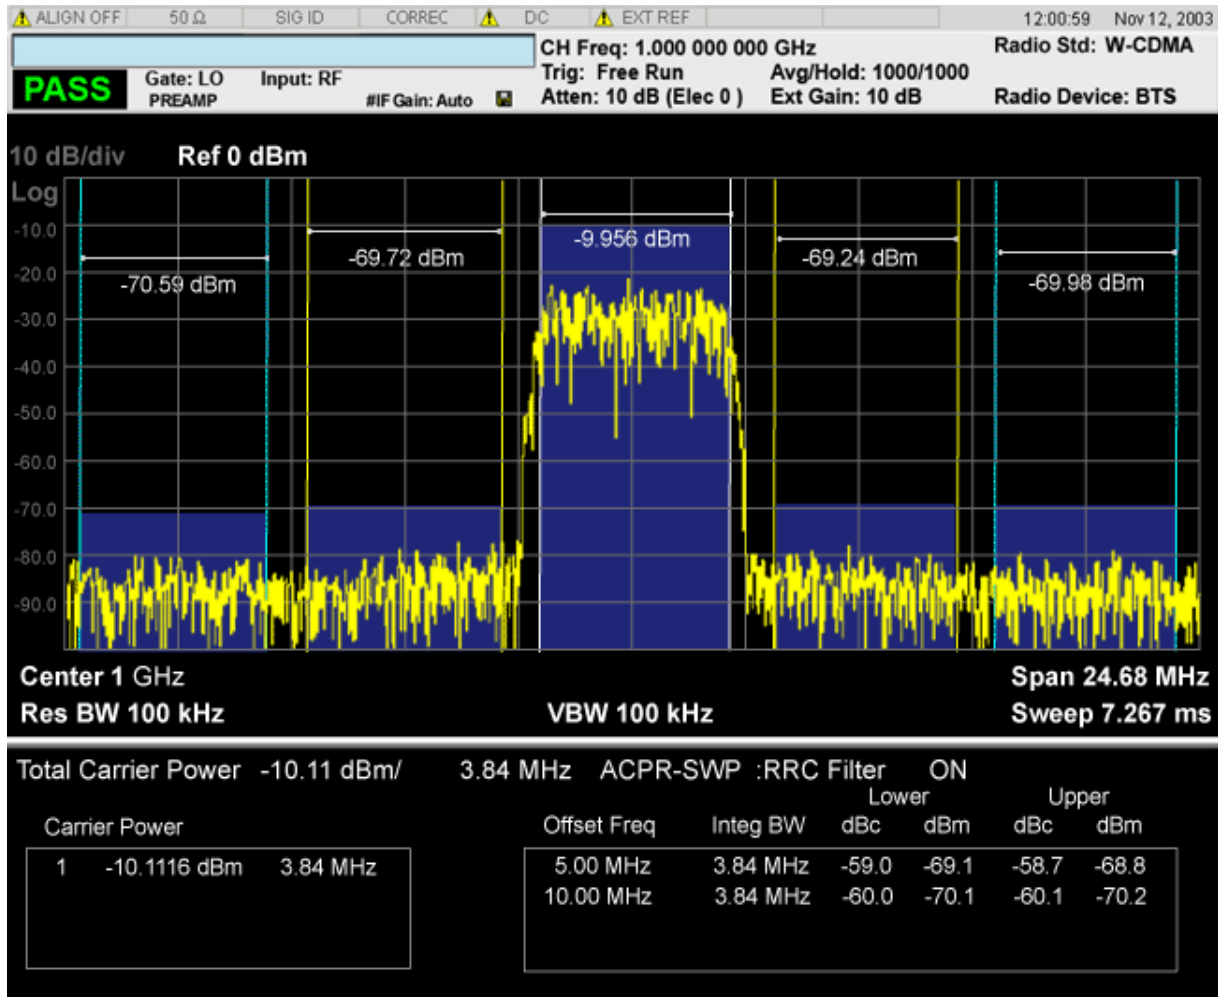 ALIGN OFF 50 Ω SIG ID CORREC DC EXT REF 12:00:59 Nov 12, 2003
CH Freq: 1.000 000 000 GHz Radio Std: W-CDMA
PASS Gate: LO Input: RF Trig: Free Run Avg/Hold: 1000/1000
PREAMP #IF Gain: Auto Atten: 10 dB (Elec 0 ) Ext Gain: 10 dB Radio Device: BTS
10 dB/div Ref 0 dBm
Log
-10.0
-20.0
-30.0
-40.0
-50.0
-60.0
-70.0
-80.0
-90.0
-70.59 dBm
-69.72 dBm
-9.956 dBm
-69.24 dBm
-69.98 dBm
Center 1 GHz Span 24.68 MHz
Res BW 100 kHz VBW 100 kHz Sweep 7.267 ms
Total Carrier Power -10.11 dBm/ 3.84 MHz ACPR-SWP :RRC Filter ON
Lower Upper
Carrier Power Offset Freq Integ BW dBc dBm dBc dBm
1 -10.1116 dBm 3.84 MHz 5.00 MHz 3.84 MHz -59.0 -69.1 -58.7 -68.8
10.00 MHz 3.84 MHz -60.0 -70.1 -60.1 -70.2